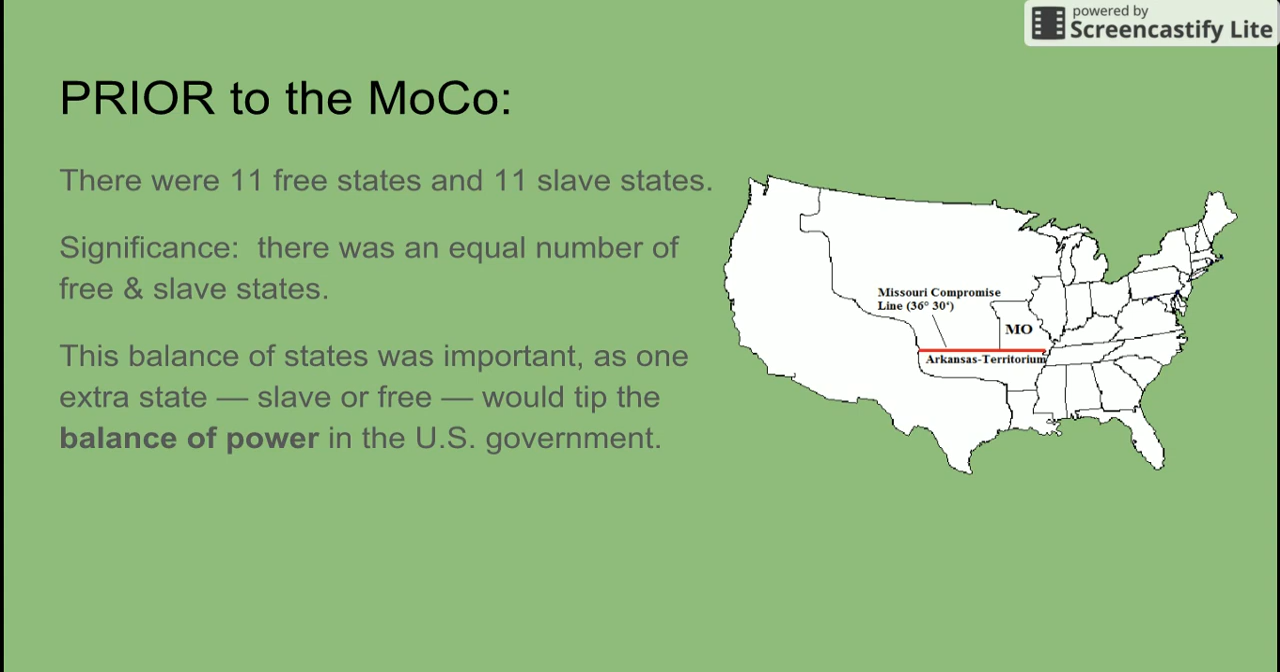 powered by
Screencastify Lite
PRIOR to the MoCo:
There were 11 free states and 11 slave states.
Significance:  there was an equal number of
free & slave states.
This balance of states was important, as one
extra state — slave or free — would tip the
balance of power in the U.S. government.
Missouri Compromise
Line (36° 30')
MO
Arkansas-Territorium